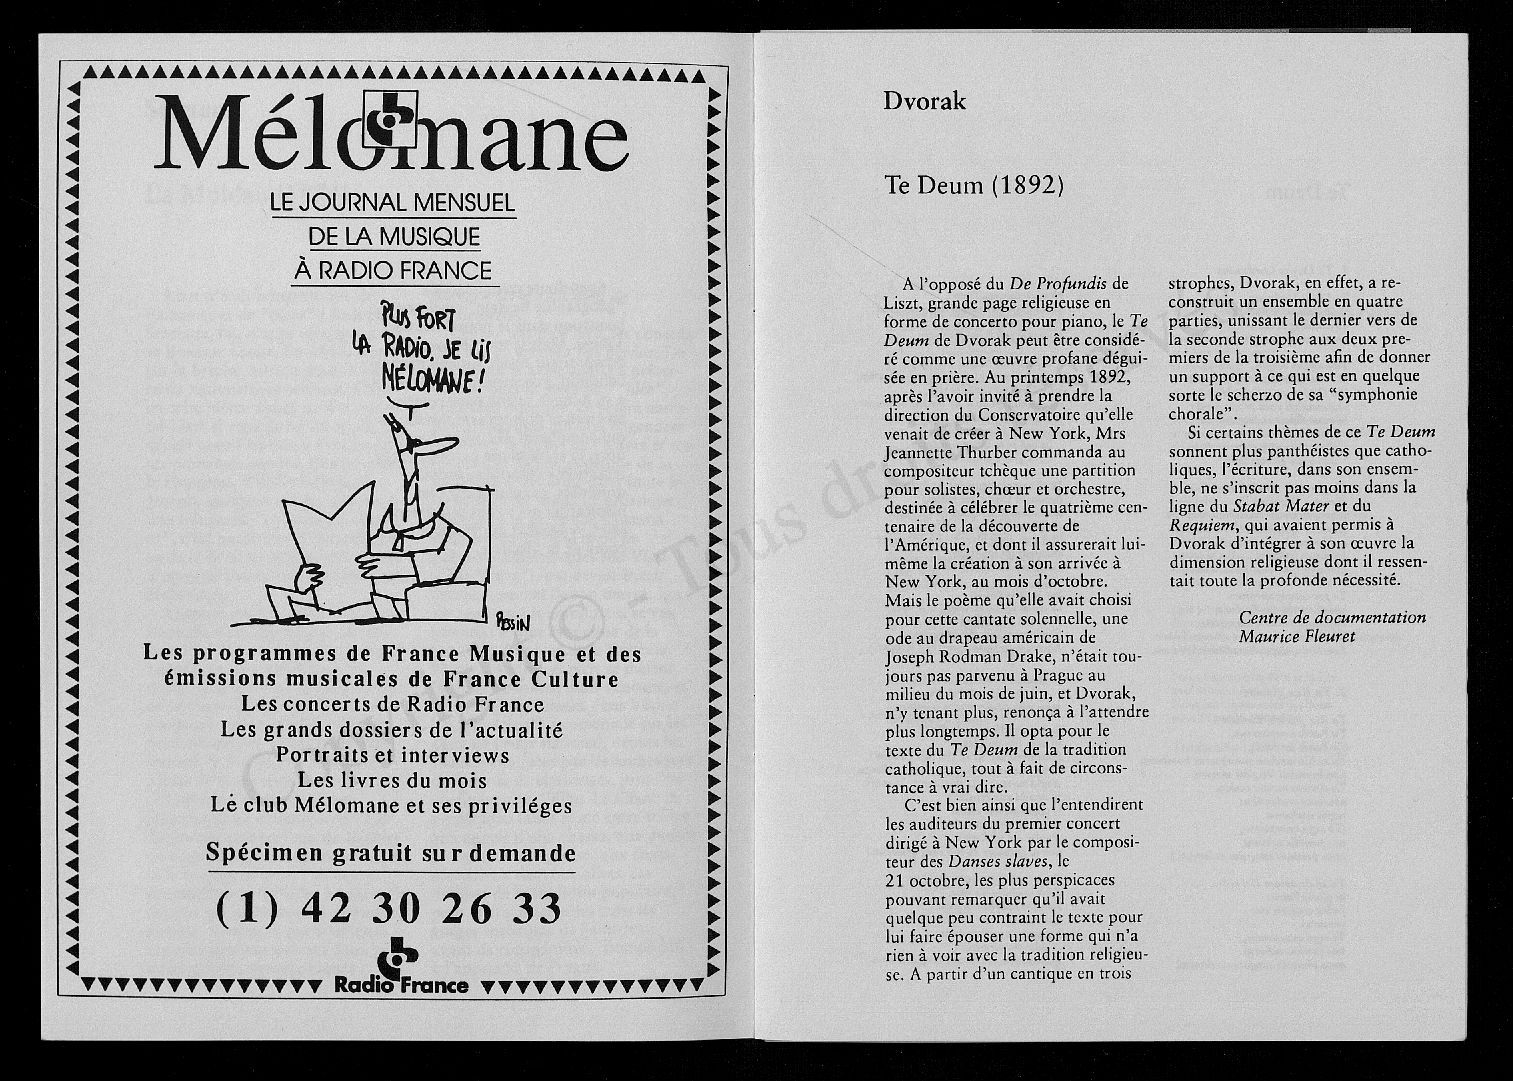 Mélomane
LE JOURNAL MENSUEL
DE LA MUSIQUE
À RADIO FRANCE
PLUS FORT
LA RADIO, JE LIS
MÉLOMANE !
PESSIN
Les programmes de France Musique et des
émissions musicales de France Culture
Les concerts de Radio France
Les grands dossiers de l'actualité
Portraits et interviews
Les livres du mois
Le club Mélomane et ses priviléges
Spécimen gratuit sur demande
(1) 42 30 26 33
Radio France
Dvorak
Te Deum (1892)
A l'opposé du De Profundis de
Liszt, grande page religieuse en
forme de concerto pour piano, le Te
Deum de Dvorak peut être considé-
ré comme une œuvre profane dégui-
sée en prière. Au printemps 1892,
après l'avoir invité à prendre la
direction du Conservatoire qu'elle
venait de créer à New York, Mrs
Jeannette Thurber commanda au
compositeur tchèque une partition
pour solistes, chœur et orchestre,
destinée à célébrer le quatrième cen-
tenaire de la découverte de
l'Amérique, et dont il assurerait lui-
même la création à son arrivée à
New York, au mois d'octobre.
Mais le poème qu'elle avait choisi
pour cette cantate solennelle, une
ode au drapeau américain de
Joseph Rodman Drake, n'était tou-
jours pas parvenu à Prague au
milieu du mois de juin, et Dvorak,
n'y tenant plus, renonça à l'attendre
plus longtemps. Il opta pour le
texte du Te Deum de la tradition
catholique, tout à fait de circons-
tance à vrai dire.
C'est bien ainsi que l'entendirent
les auditeurs du premier concert
dirigé à New York par le composi-
teur des Danses slaves, le
21 octobre, les plus perspicaces
pouvant remarquer qu'il avait
quelque peu contraint le texte pour
lui faire épouser une forme qui n'a
rien à voir avec la tradition religieu-
se. A partir d'un cantique en trois
strophes, Dvorak, en effet, a re-
construit un ensemble en quatre
parties, unissant le dernier vers de
la seconde strophe aux deux pre-
miers de la troisième afin de donner
un support à ce qui est en quelque
sorte le scherzo de sa “symphonie
chorale”.
Si certains thèmes de ce Te Deum
sonnent plus panthéistes que catho-
liques, l'écriture, dans son ensem-
ble, ne s'inscrit pas moins dans la
ligne du Stabat Mater et du
Requiem, qui avaient permis à
Dvorak d'intégrer à son œuvre la
dimension religieuse dont il ressen-
tait toute la profonde nécessité.
Centre de documentation
Maurice Fleuret